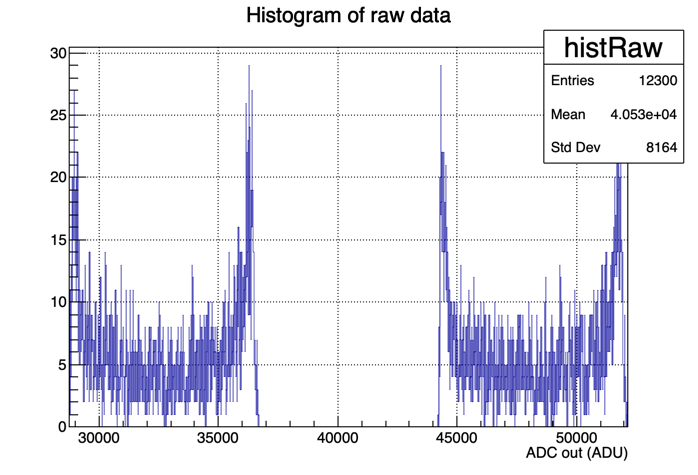 Histogram of raw data
histRaw
Entries 12300
Mean 4.053e+04
Std Dev 8164
30
25
20
15
10
5
0
30000 35000 40000 45000 50000
ADC out (ADU)